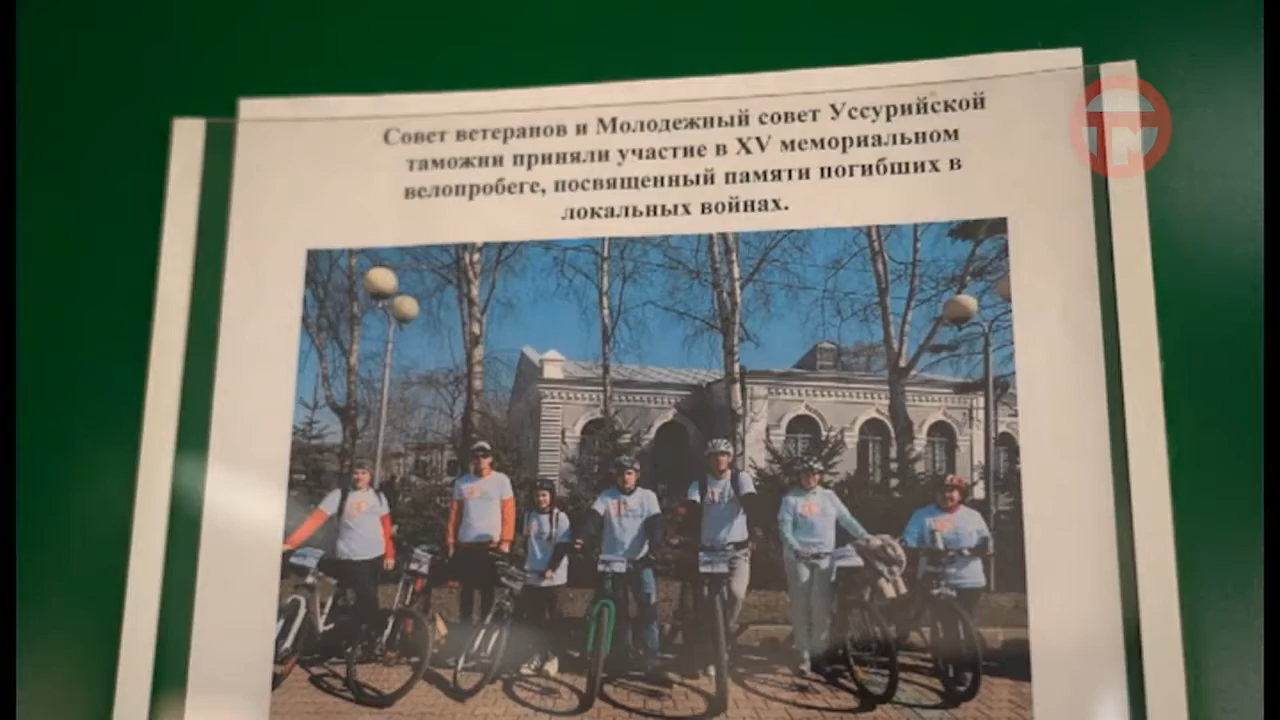 Совет ветеранов и Молодежный совет Уссурийской
таможни приняли участие в XV мемориальном
велопробеге, посвященный памяти погибших в
локальных войнах.